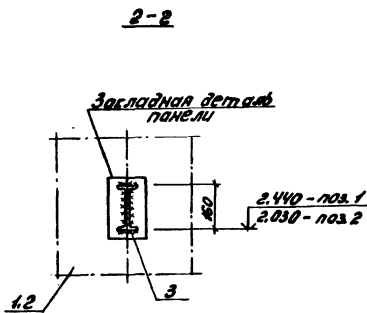 2-2
Закладная деталь
панели
160
2.440 - поз. 1
2.030 - поз 2
1,2
3